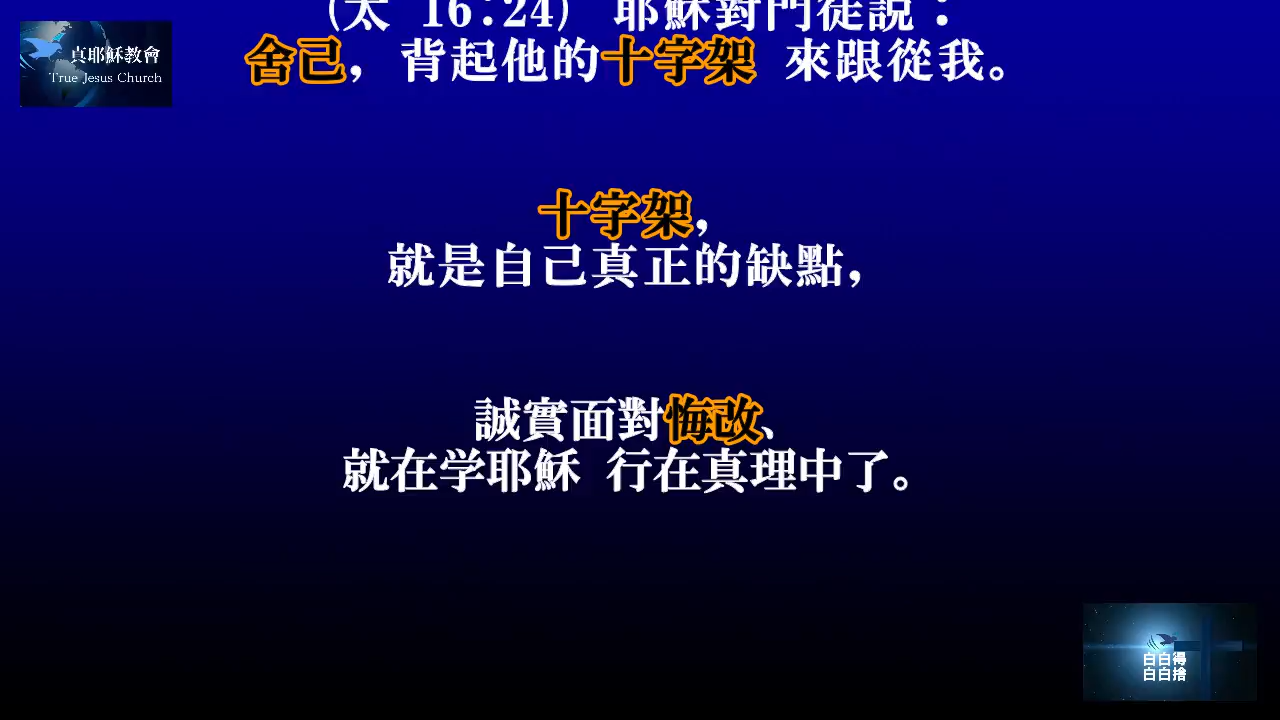 (太 16:24) 耶穌對門徒說：
舍己，背起他的十字架 來跟從我。
真耶穌教會
True Jesus Church
十字架，
就是自己真正的缺點，
誠實面對悔改、
就在学耶穌 行在真理中了。
白白得
白白捨